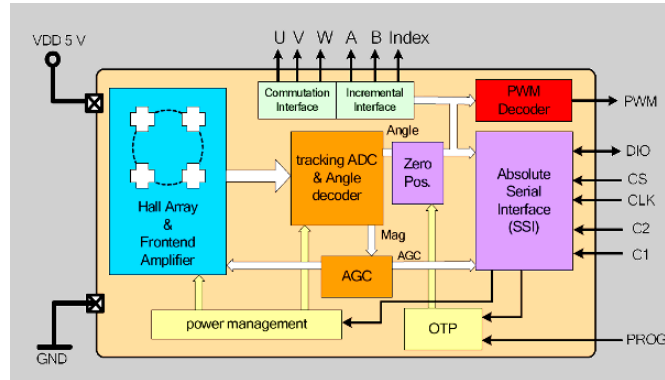 U V W A B Index
VDD 5 V
Commutation
Interface
Incremental
Interface
PWM
Decoder
PWM
Angle
tracking ADC
& Angle
decoder
Zero
Pos.
Absolute
Serial
Interface
(SSI)
DIO
CS
CLK
C2
C1
Hall Array
&
Frontend
Amplifier
Mag
AGC
AGC
power management
OTP
PROG
GND